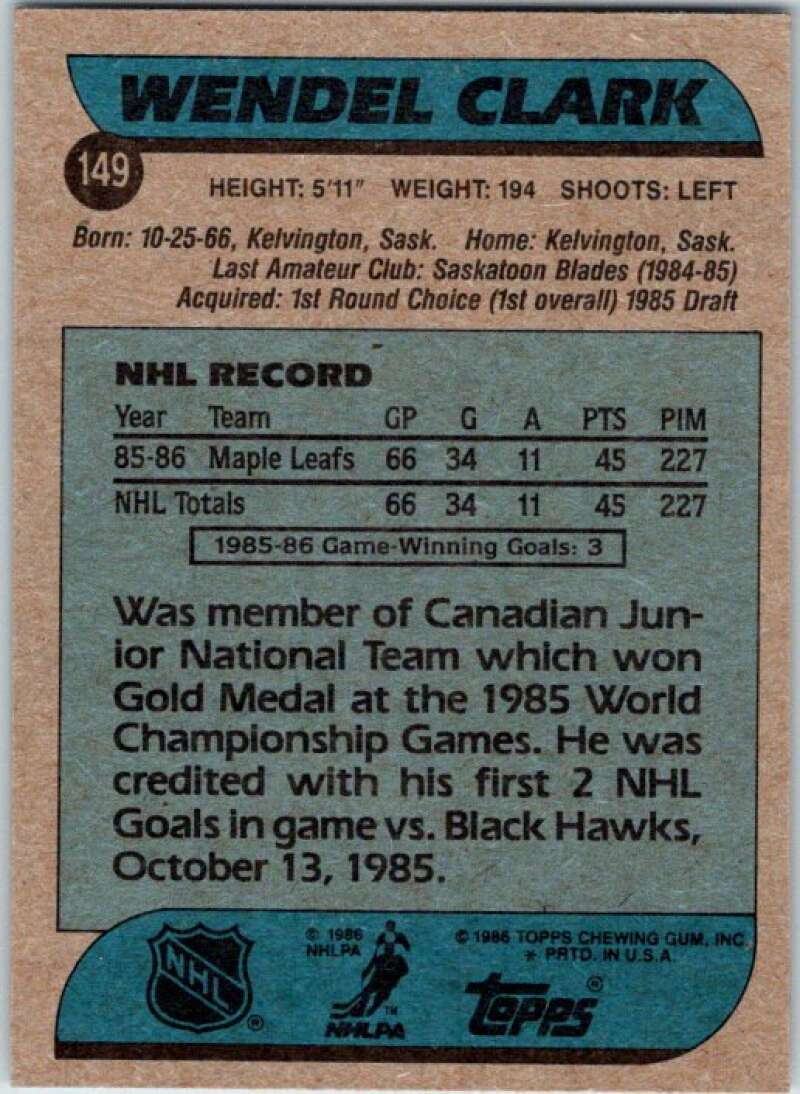 WENDEL CLARK
149
HEIGHT: 5'11" WEIGHT: 194 SHOOTS: LEFT
Born: 10-25-66, Kelvington, Sask. Home: Kelvington, Sask.
Last Amateur Club: Saskatoon Blades (1984-85)
Acquired: 1st Round Choice (1st overall) 1985 Draft
NHL RECORD
Year Team GP G A PTS PIM
85-86 Maple Leafs 66 34 11 45 227
NHL Totals 66 34 11 45 227
1985-86 Game-Winning Goals: 3
Was member of Canadian Jun-
ior National Team which won
Gold Medal at the 1985 World
Championship Games. He was
credited with his first 2 NHL
Goals in game vs. Black Hawks,
October 13, 1985.
NHL ®
© 1986
NHLPA
™
NHLPA
© 1986 TOPPS CHEWING GUM, INC.
* PRTD. IN U.S.A.
TOPPS ®